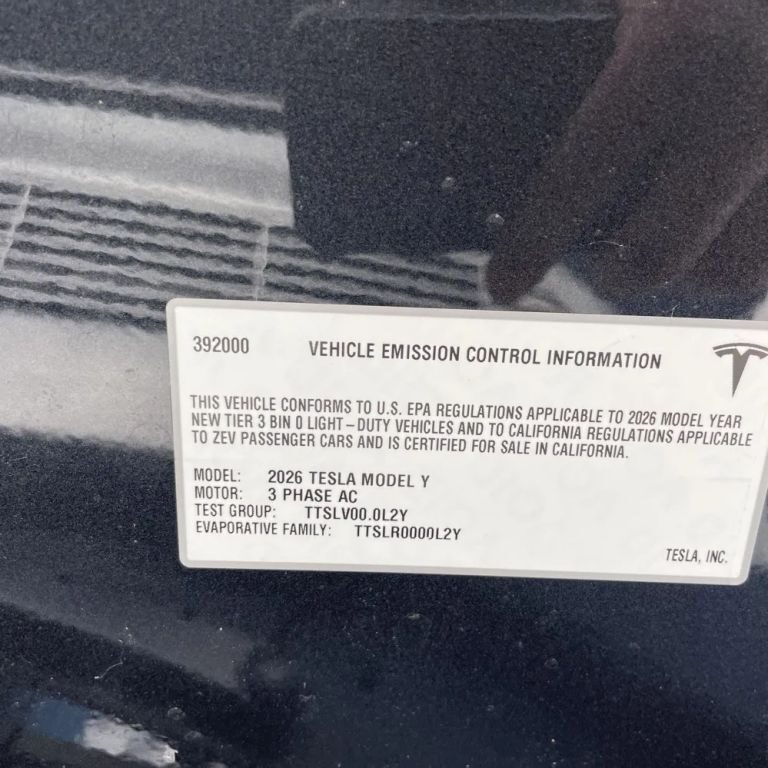 392000 VEHICLE EMISSION CONTROL INFORMATION
THIS VEHICLE CONFORMS TO U.S. EPA REGULATIONS APPLICABLE TO 2026 MODEL YEAR
NEW TIER 3 BIN 0 LIGHT-DUTY VEHICLES AND TO CALIFORNIA REGULATIONS APPLICABLE
TO ZEV PASSENGER CARS AND IS CERTIFIED FOR SALE IN CALIFORNIA.
MODEL: 2026 TESLA MODEL Y
MOTOR: 3 PHASE AC
TEST GROUP: TTSLV00.0L2Y
EVAPORATIVE FAMILY: TTSLR0000L2Y
TESLA, INC.